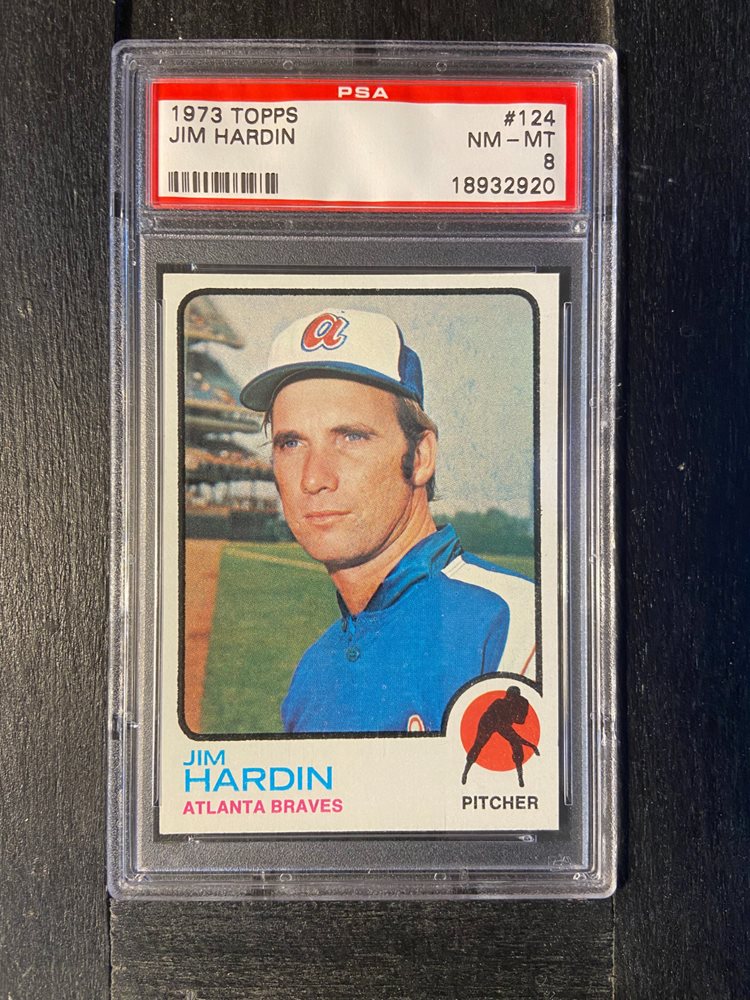 PSA
1973 TOPPS #124
JIM HARDIN NM - MT
8
18932920
a
JIM
HARDIN
ATLANTA BRAVES
PITCHER